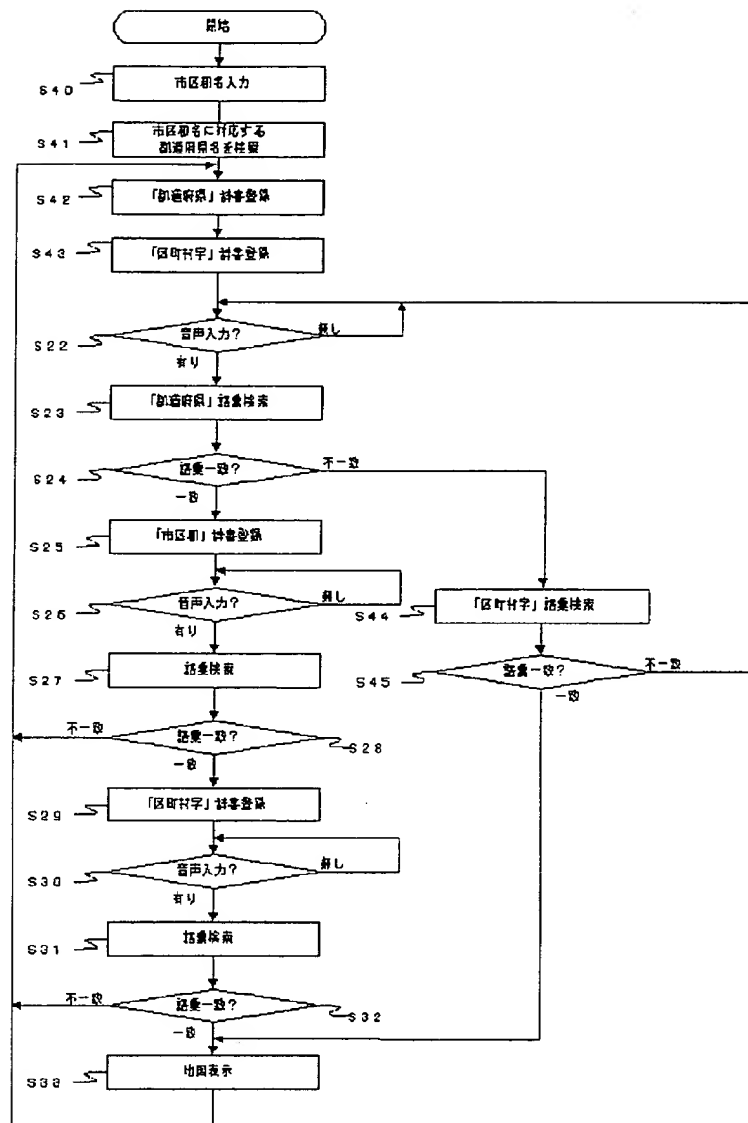 開始
S40
市区郡名入力
S41
市区郡名に対応する
都道府県名を検索
S42
「都道府県」辞書登録
S43
「区町村字」辞書登録
S22
音声入力?
無し
有り
S23
「都道府県」語彙検索
S24
語彙一致?
不一致
一致
S25
「市区郡」辞書登録
S26
音声入力?
無し
有り
S44
「区町村字」語彙検索
S27
語彙検索
S45
語彙一致?
不一致
一致
不一致
語彙一致?
S28
一致
S29
「区町村字」辞書登録
S30
音声入力?
無し
有り
S31
語彙検索
不一致
語彙一致?
S32
一致
S33
地図表示